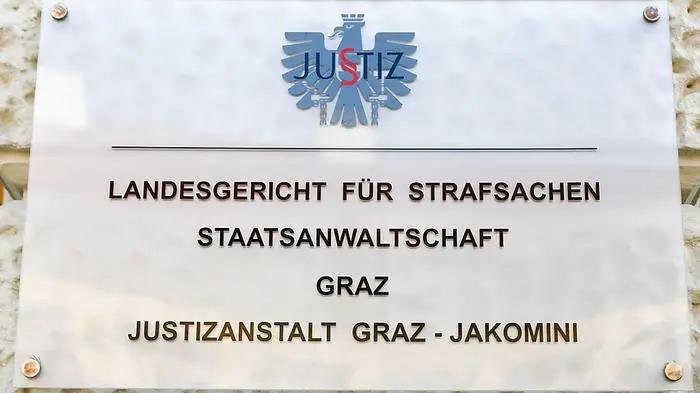 JUSTIZ
LANDESGERICHT FÜR STRAFSACHEN
STAATSANWALTSCHAFT
GRAZ
JUSTIZANSTALT GRAZ - JAKOMINI